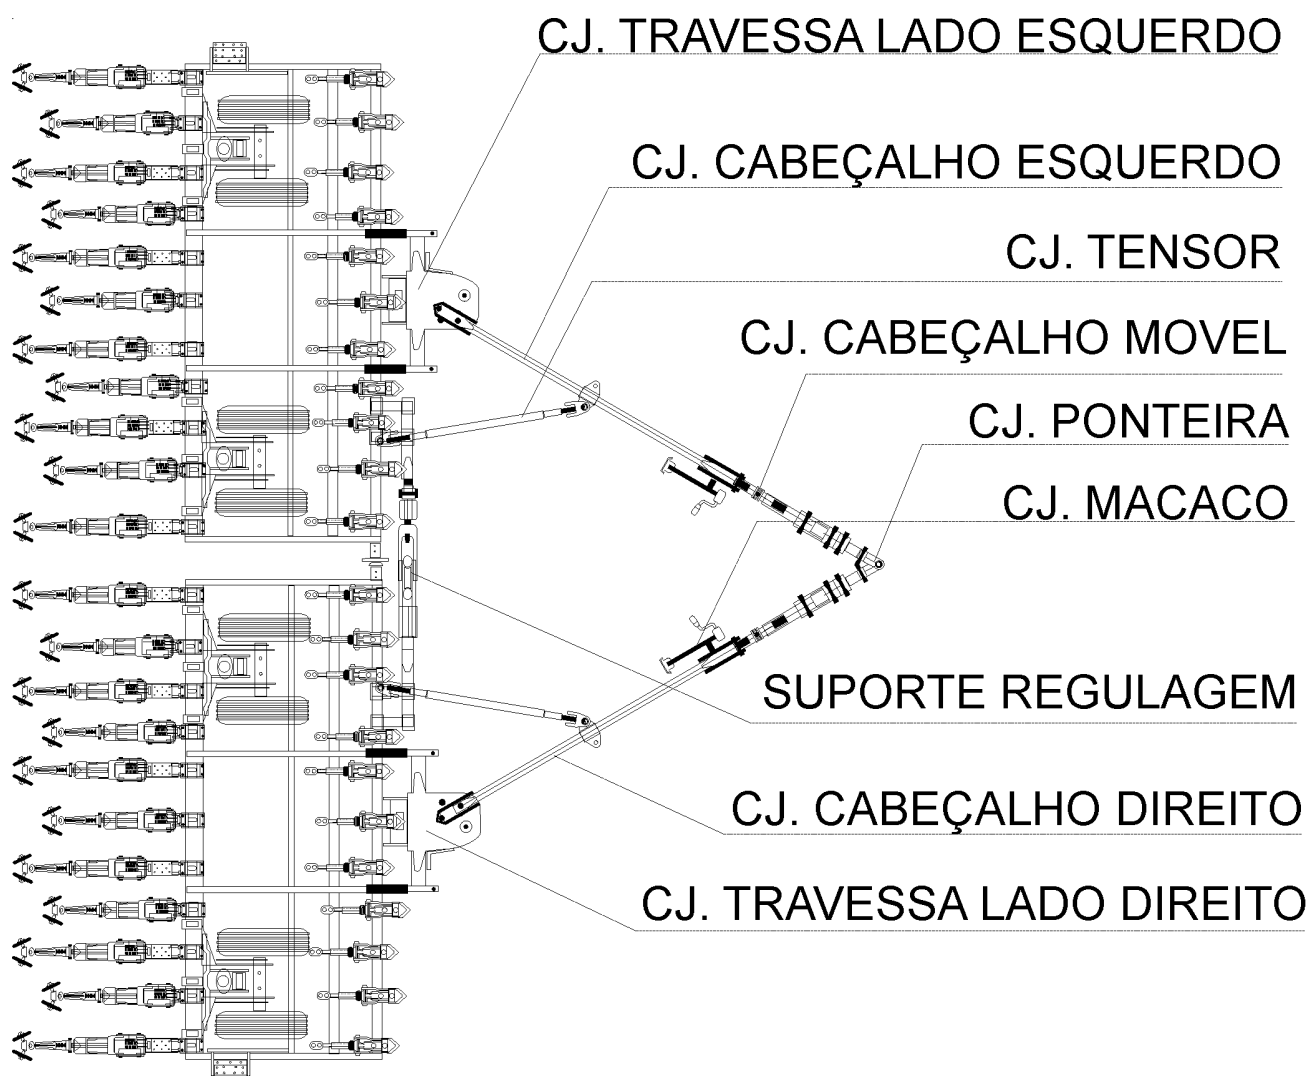 CJ. TRAVESSA LADO ESQUERDO
CJ. CABEÇALHO ESQUERDO
CJ. TENSOR
CJ. CABEÇALHO MOVEL
CJ. PONTEIRA
CJ. MACACO
SUPORTE REGULAGEM
CJ. CABEÇALHO DIREITO
CJ. TRAVESSA LADO DIREITO